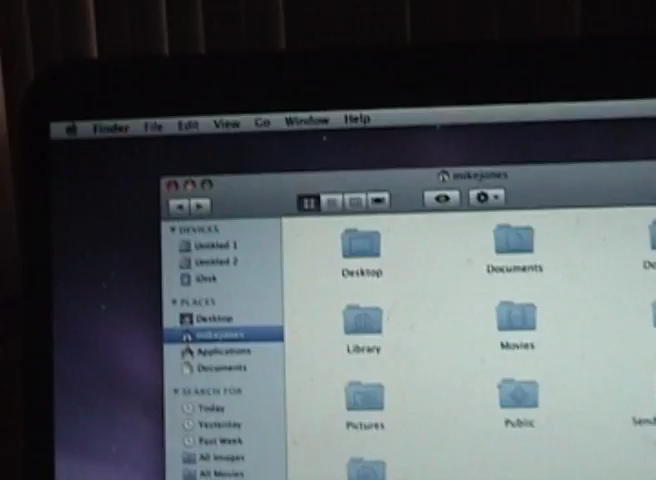 Finder File Edit View Go Window Help
mikejones
DEVICES
Untitled 1
Untitled 2
iDisk
PLACES
Desktop
mikejones
Applications
Documents
SEARCH FOR
Today
Yesterday
Past Week
All Images
All Movies
Desktop Documents
Library Movies
Pictures Public